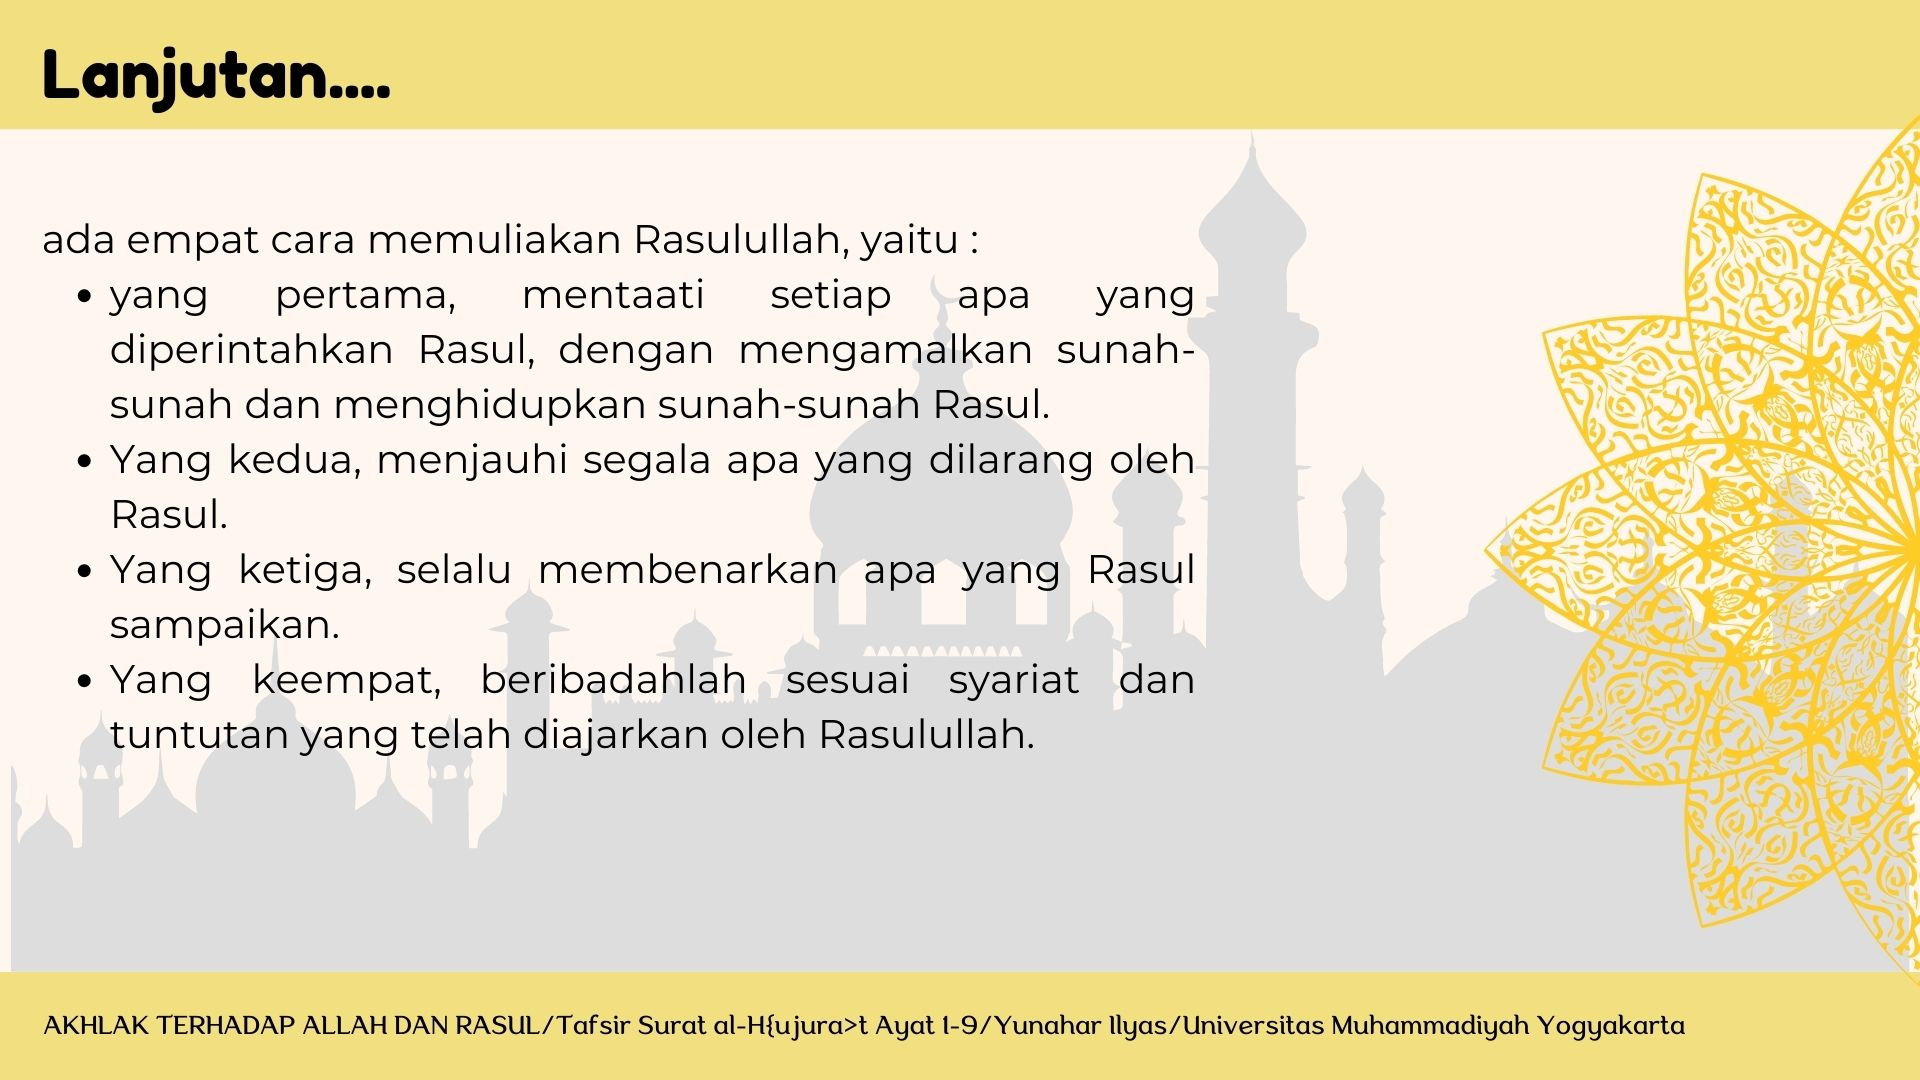 Lanjutan....
ada empat cara memuliakan Rasulullah, yaitu :
• yang pertama, mentaati setiap apa yang
diperintahkan Rasul, dengan mengamalkan sunah-
sunah dan menghidupkan sunah-sunah Rasul.
• Yang kedua, menjauhi segala apa yang dilarang oleh
Rasul.
• Yang ketiga, selalu membenarkan apa yang Rasul
sampaikan.
• Yang keempat, beribadahlah sesuai syariat dan
tuntutan yang telah diajarkan oleh Rasulullah.
AKHLAK TERHADAP ALLAH DAN RASUL/Tafsir Surat al-H{ujura>t Ayat 1-9/Yunahar Ilyas/Universitas Muhammadiyah Yogyakarta